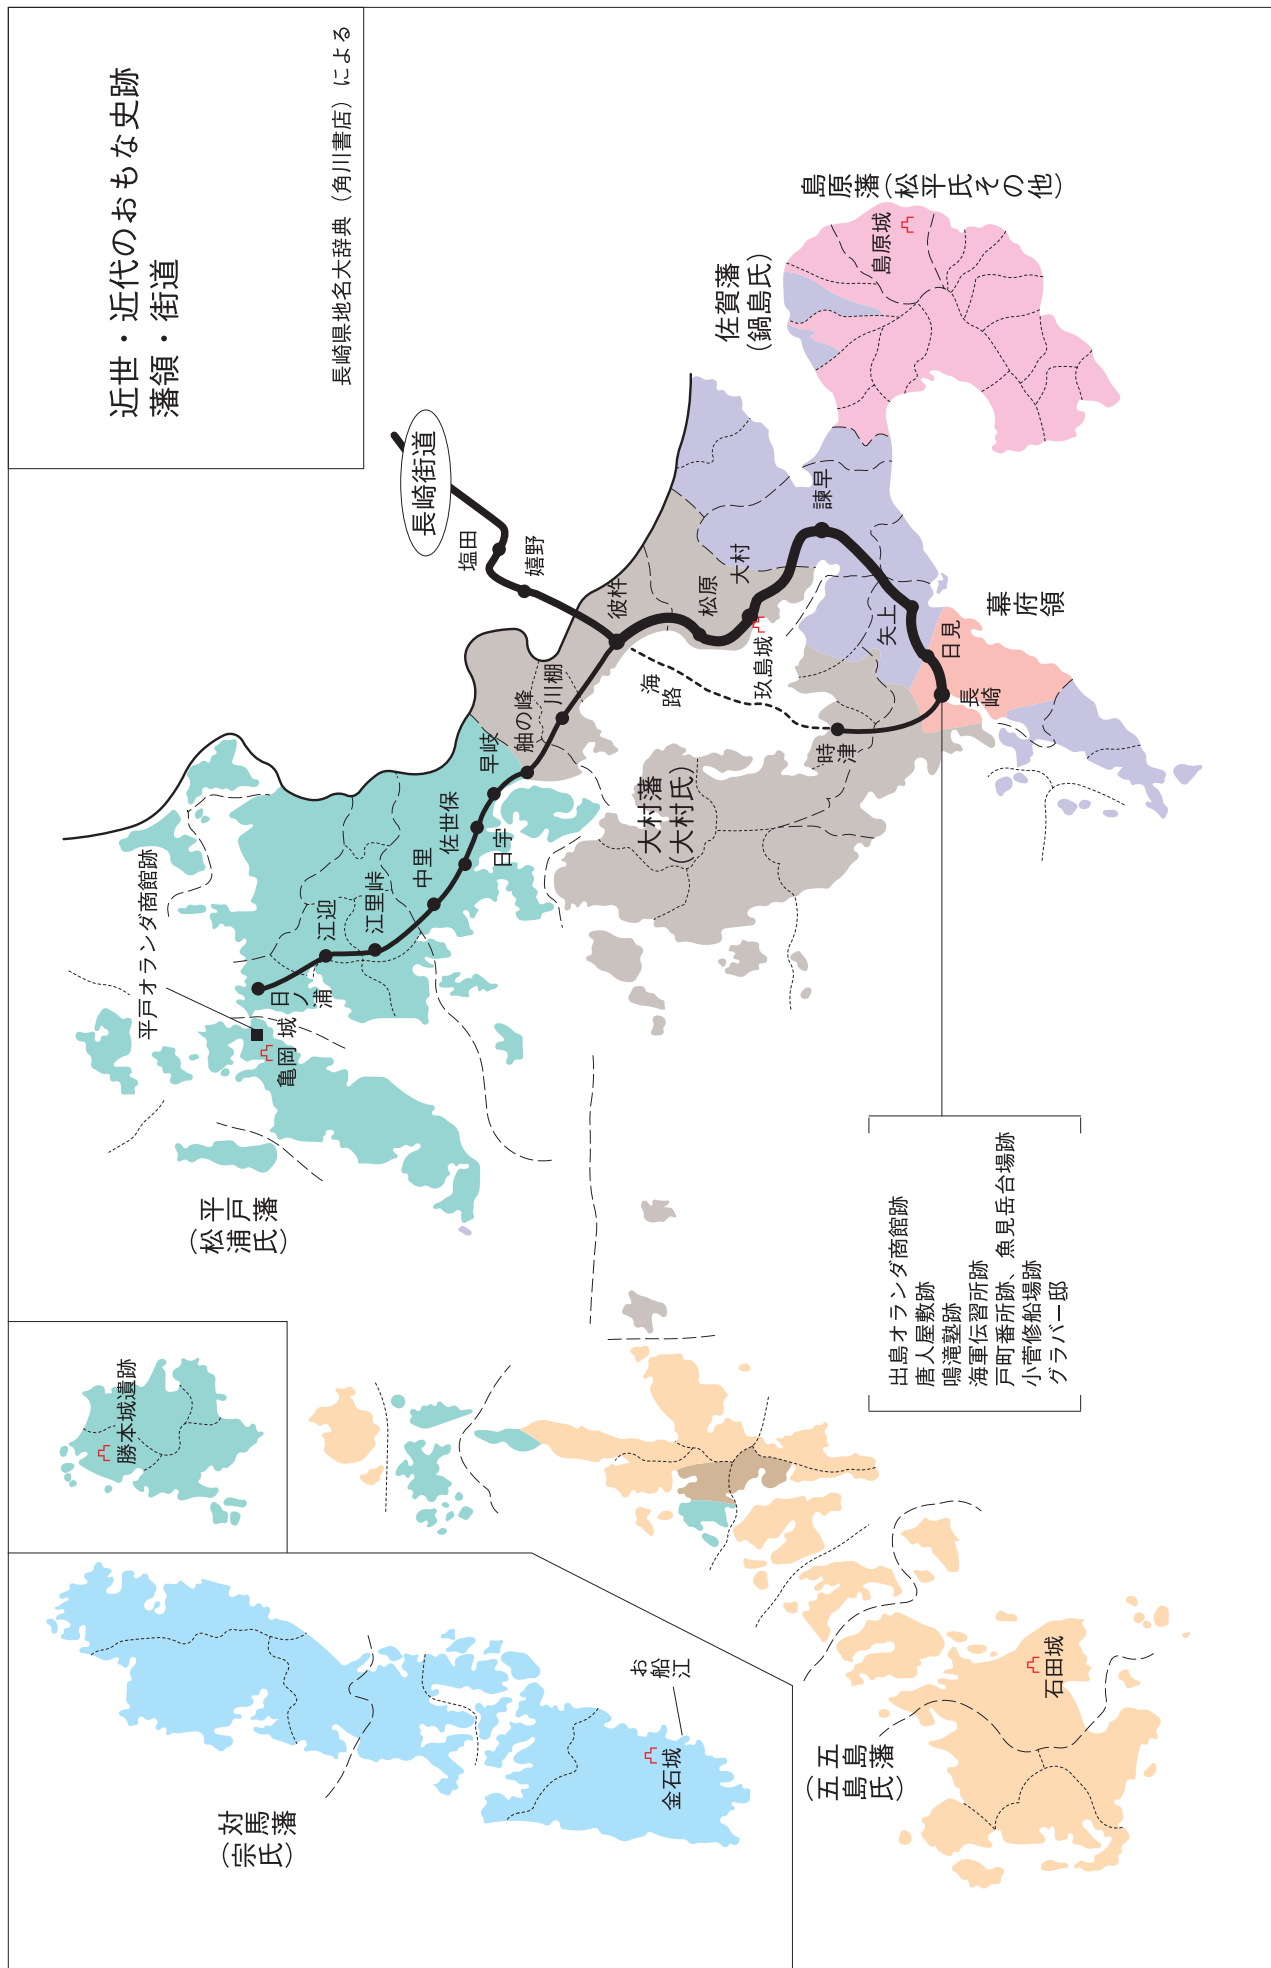 近世・近代のおもな史跡
藩領・街道
長崎県地名大辞典（角川書店）による
長崎街道
塩田
嬉野
彼杵
松原
大村
玖島城
諫早
矢上
日見
長崎
時津
海路
川棚
舳の峰
早岐
日宇
佐世保
中里
江里峠
江迎
日ノ浦
平戸オランダ商館跡
亀岡城
平戸藩
（松浦氏）
大村藩
（大村氏）
佐賀藩
（鍋島氏）
島原藩（松平氏その他）
島原城
幕府領
出島オランダ商館跡
唐人屋敷跡
鳴滝塾跡
海軍伝習所跡
戸町番所跡、魚見岳台場跡
小菅修船場跡
グラバー邸
勝本城遺跡
対馬藩
（宗氏）
お船江
金石城
五島藩
（五島氏）
石田城